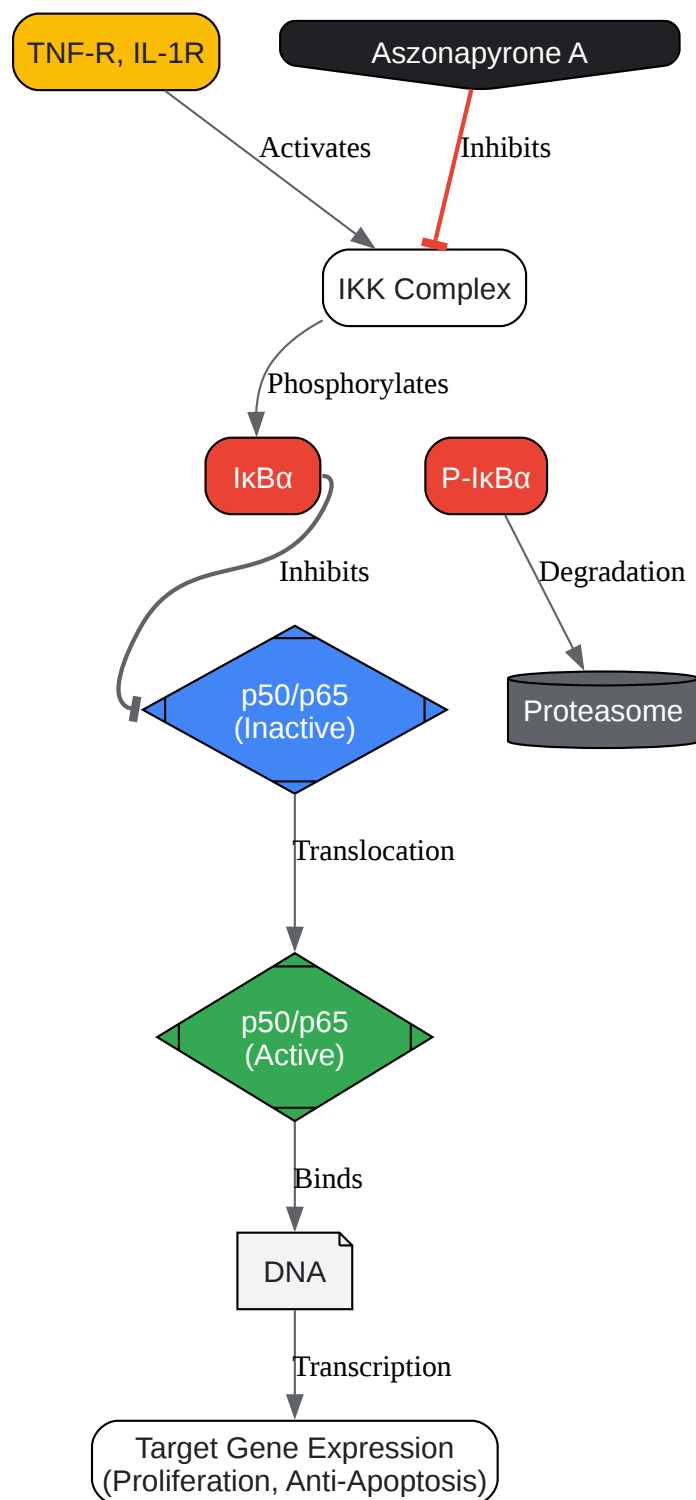 TNF-R, IL-1R
Aszonapyrone A
Activates
Inhibits
IKK Complex
Phosphorylates
IκBα
P-IκBα
Inhibits
Degradation
p50/p65
(Inactive)
Proteasome
Translocation
p50/p65
(Active)
Binds
DNA
Transcription
Target Gene Expression
(Proliferation, Anti-Apoptosis)